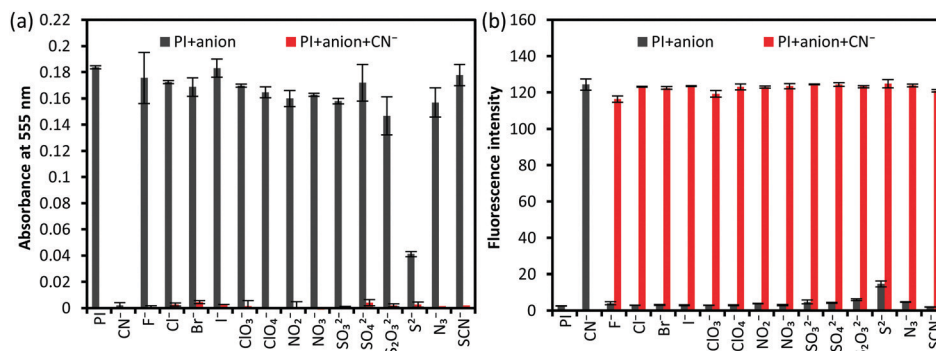 (a)
PI+anion
PI+anion+CN⁻
Absorbance at 555 nm
0.22
0.2
0.18
0.16
0.14
0.12
0.1
0.08
0.06
0.04
0.02
0
PI
CN⁻
F⁻
Cl⁻
Br⁻
I⁻
ClO₃⁻
ClO₄⁻
NO₂⁻
NO₃⁻
SO₃²⁻
SO₄²⁻
S₂O₃²⁻
S²⁻
N₃⁻
SCN⁻
(b)
PI+anion
PI+anion+CN⁻
Fluorescence intensity
160
140
120
100
80
60
40
20
0
PI
CN⁻
F⁻
Cl⁻
Br⁻
I⁻
ClO₃⁻
ClO₄⁻
NO₂⁻
NO₃⁻
SO₃²⁻
SO₄²⁻
S₂O₃²⁻
S²⁻
N₃⁻
SCN⁻